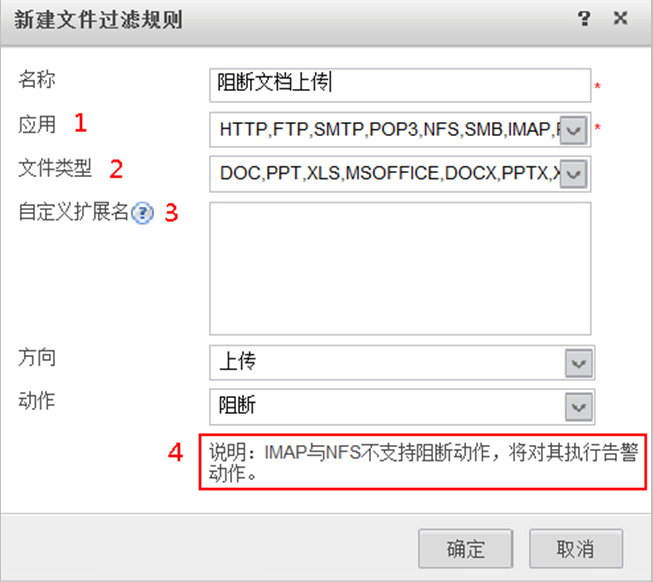 新建文件过滤规则 ? ×
名称 阻断文档上传 *
应用 1 HTTP,FTP,SMTP,POP3,NFS,SMB,IMAP, *
文件类型 2 DOC,PPT,XLS,MSOFFICE,DOCX,PPTX,
自定义扩展名 ? 3
方向 上传
动作 阻断
4 说明：IMAP与NFS不支持阻断动作，将对其执行告警
动作。
确定 取消